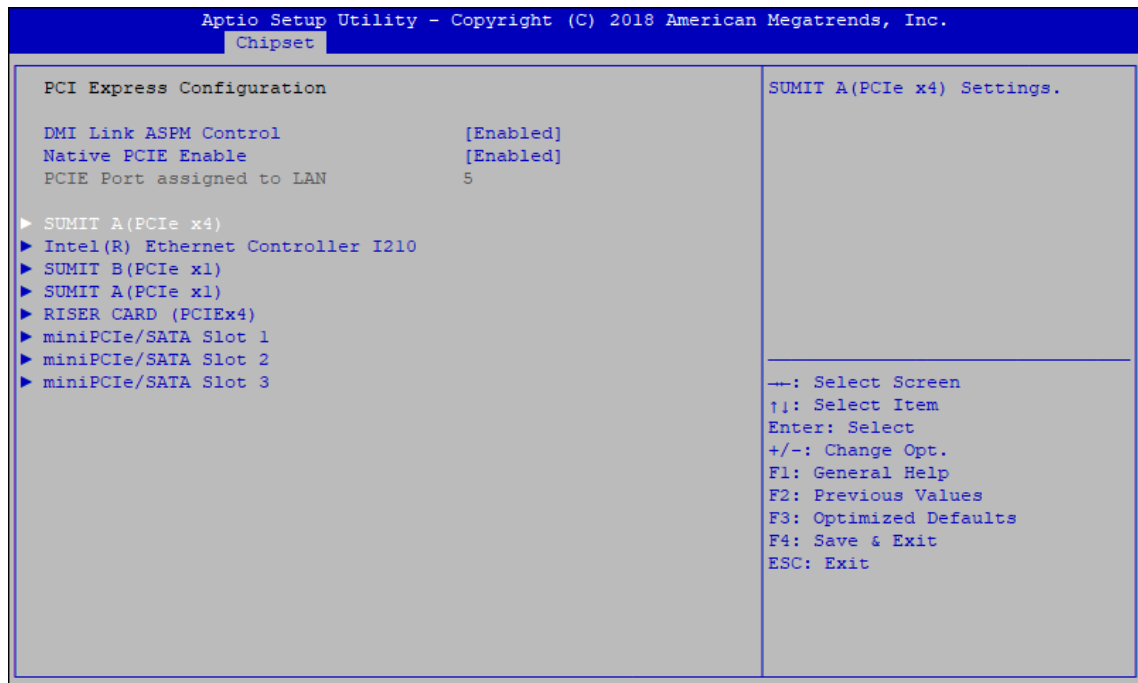 Aptio Setup Utility - Copyright (C) 2018 American Megatrends, Inc.
Chipset
PCI Express Configuration
DMI Link ASPM Control [Enabled]
Native PCIE Enable [Enabled]
PCIE Port assigned to LAN 5
► SUMIT A(PCIe x4)
► Intel(R) Ethernet Controller I210
► SUMIT B(PCIe x1)
► SUMIT A(PCIe x1)
► RISER CARD (PCIEx4)
► miniPCIe/SATA Slot 1
► miniPCIe/SATA Slot 2
► miniPCIe/SATA Slot 3
SUMIT A(PCIe x4) Settings.
→←: Select Screen
↑↓: Select Item
Enter: Select
+/-: Change Opt.
F1: General Help
F2: Previous Values
F3: Optimized Defaults
F4: Save & Exit
ESC: Exit